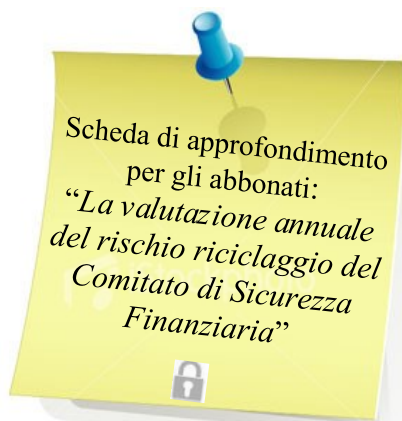 Scheda di approfondimento
per gli abbonati:
“La valutazione annuale
del rischio riciclaggio del
Comitato di Sicurezza
Finanziaria”